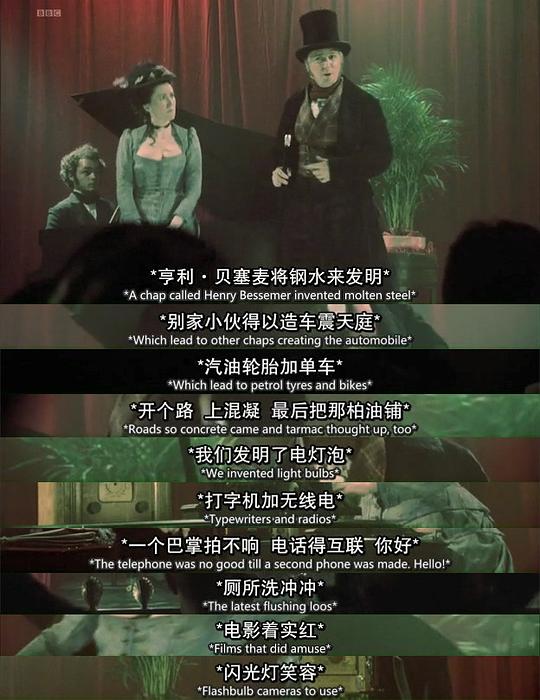 BBC
*亨利·贝塞麦将钢水来发明*
*A chap called Henry Bessemer invented molten steel*
*别家小伙得以造车震天庭*
*Which lead to other chaps creating the automobile*
*汽油轮胎加单车*
*Which lead to petrol tyres and bikes*
*开个路 上混凝 最后把那柏油铺*
*Roads so concrete came and tarmac thought up, too*
*我们发明了电灯泡*
*We invented light bulbs*
*打字机加无线电*
*Typewriters and radios*
*一个巴掌拍不响 电话得互联 你好*
*The telephone was no good till a second phone was made. Hello!*
*厕所洗冲冲*
*The latest flushing loos*
*电影着实红*
*Films that did amuse*
*闪光灯笑容*
*Flashbulb cameras to use*